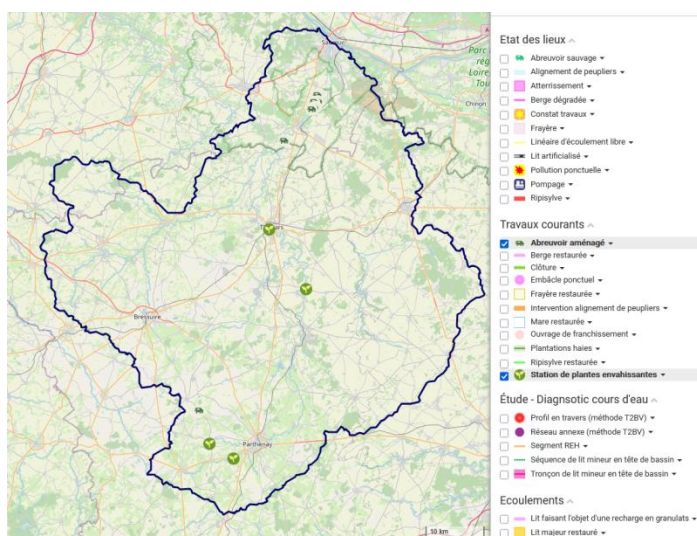 Etat des lieux
Abreuvoir sauvage
Alignement de peupliers
Atterrissement
Berge dégradée
Constat travaux
Frayère
Linéaire d'écoulement libre
Lit artificialisé
Pollution ponctuelle
Pompage
Ripisylve
Travaux courants
Abreuvoir aménagé
Berge restaurée
Clôture
Embâcle ponctuel
Frayère restaurée
Intervention alignement de peupliers
Mare restaurée
Ouvrage de franchissement
Plantations haies
Ripisylve restaurée
Station de plantes envahissantes
Étude - Diagnsotic cours d'eau
Profil en travers (méthode T2BV)
Réseau annexe (méthode T2BV)
Segment REH
Séquence de lit mineur en tête de bassin
Tronçon de lit mineur en tête de bassin
Ecoulements
Lit faisant l'objet d'une recharge en granulats
Lit majeur restauré
Parc
Loire
Chinon
Bressuire
Parthenay
10 km